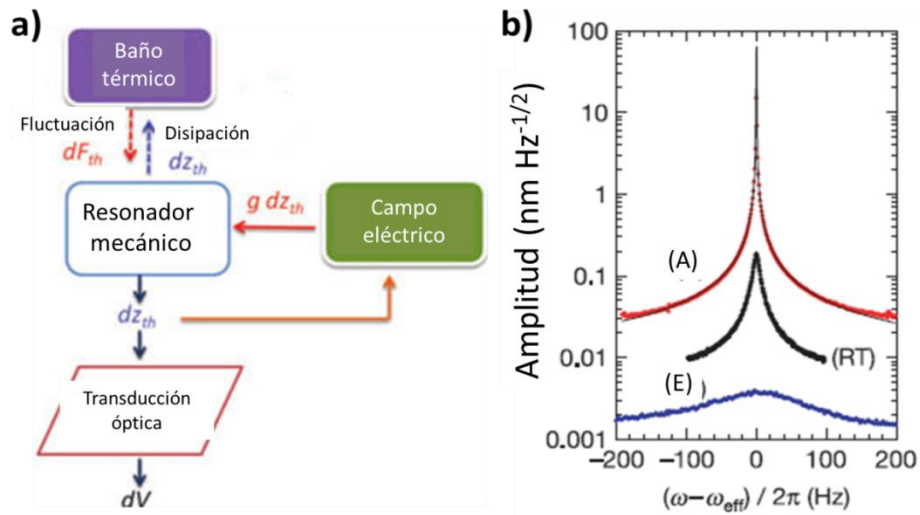 a)
Baño
térmico
Fluctuación
Disipación
dF_th
dz_th
Resonador
mecánico
g dz_th
Campo
eléctrico
dz_th
Transducción
óptica
dV
b)
Amplitud (nm Hz^-1/2)
100
10
1
0.1
0.01
0.001
(A)
(RT)
(E)
−200
−100
0
100
200
(ω−ω_eff) / 2π (Hz)